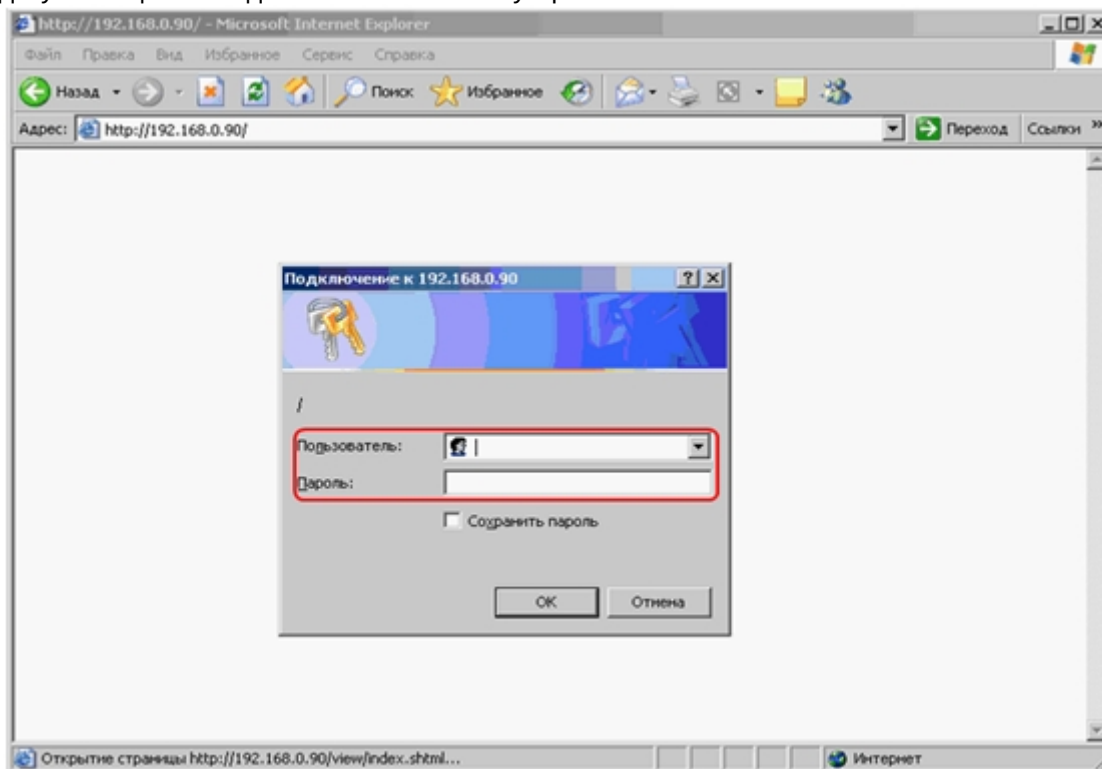 http://192.168.0.90/ - Microsoft Internet Explorer
Файл Правка Вид Избранное Сервис Справка
Назад Поиск Избранное
Адрес: http://192.168.0.90/ Переход Ссылки »
Подключение к 192.168.0.90
/
Пользователь:
Пароль:
Сохранить пароль
OK Отмена
Открытие страницы http://192.168.0.90/view/index.shtml... Интернет